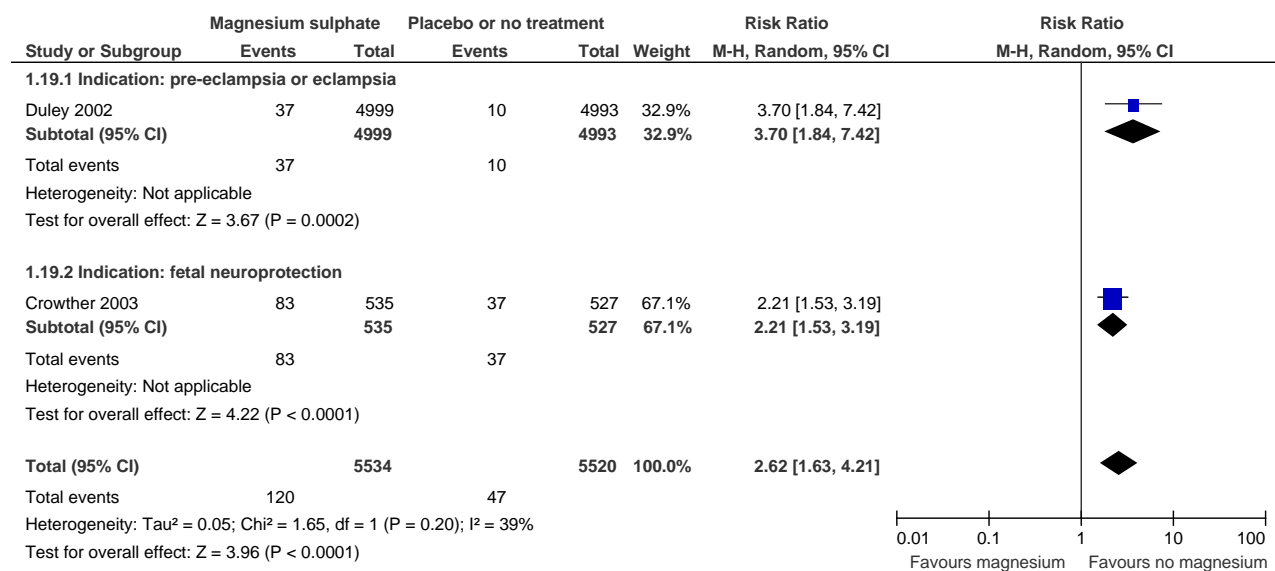 Magnesium sulphate Placebo or no treatment Risk Ratio Risk Ratio
Study or Subgroup Events Total Events Total Weight M-H, Random, 95% CI M-H, Random, 95% CI
1.19.1 Indication: pre-eclampsia or eclampsia
Duley 2002 37 4999 10 4993 32.9% 3.70 [1.84, 7.42]
Subtotal (95% CI) 4999 4993 32.9% 3.70 [1.84, 7.42]
Total events 37 10
Heterogeneity: Not applicable
Test for overall effect: Z = 3.67 (P = 0.0002)
1.19.2 Indication: fetal neuroprotection
Crowther 2003 83 535 37 527 67.1% 2.21 [1.53, 3.19]
Subtotal (95% CI) 535 527 67.1% 2.21 [1.53, 3.19]
Total events 83 37
Heterogeneity: Not applicable
Test for overall effect: Z = 4.22 (P < 0.0001)
Total (95% CI) 5534 5520 100.0% 2.62 [1.63, 4.21]
Total events 120 47
Heterogeneity: Tau² = 0.05; Chi² = 1.65, df = 1 (P = 0.20); I² = 39%
Test for overall effect: Z = 3.96 (P < 0.0001)
0.01 0.1 1 10 100
Favours magnesium Favours no magnesium